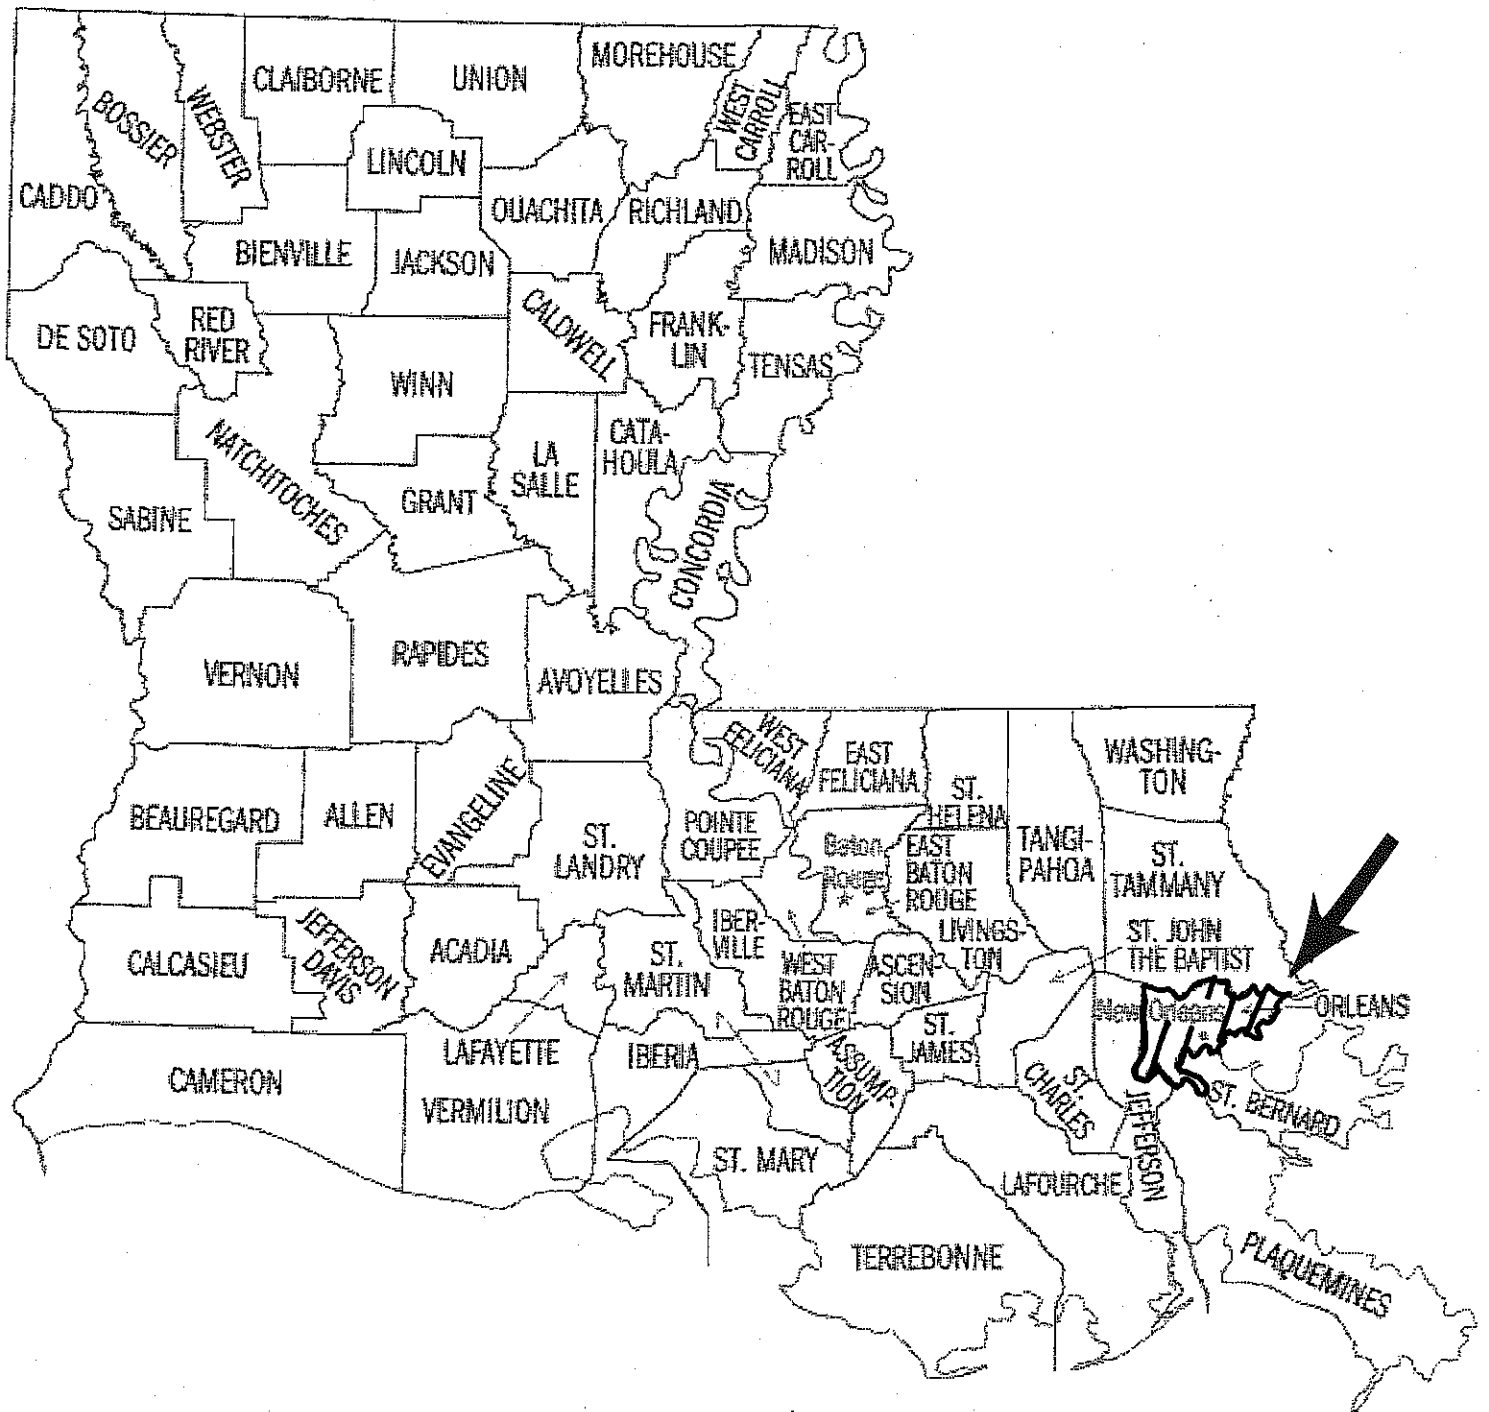 CLAIBORNE
UNION
MOREHOUSE
WEST
CARROLL
EAST
CAR-
ROLL
BOSSIER
WEBSTER
LINCOLN
CADDO
OUACHITA
RICHLAND
MADISON
BIENVILLE
JACKSON
DE SOTO
RED
RIVER
CALDWELL
FRANK-
LIN
TENSAS
WINN
NATCHITOCHES
CATA-
HOULA
LA
SALLE
GRANT
SABINE
CONCORDIA
VERNON
RAPIDES
AVOYELLES
WEST
FELICIANA
EAST
FELICIANA
ST.
HELENA
WASHING-
TON
BEAUREGARD
ALLEN
EVANGELINE
ST.
LANDRY
POINTE
COUPEE
Baton
Rouge
EAST
BATON
ROUGE
TANGI-
PAHOA
ST.
TAMMANY
CALCASIEU
JEFFERSON
DAVIS
ACADIA
ST.
MARTIN
IBER-
VILLE
WEST
BATON
ROUGE
ASCEN-
SION
LIVINGS-
TON
ST. JOHN
THE BAPTIST
New Orleans
ORLEANS
CAMERON
LAFAYETTE
VERMILION
IBERIA
ASSUMP-
TION
ST.
JAMES
ST.
CHARLES
JEFFERSON
ST. BERNARD
ST. MARY
LAFOURCHE
TERREBONNE
PLAQUEMINES